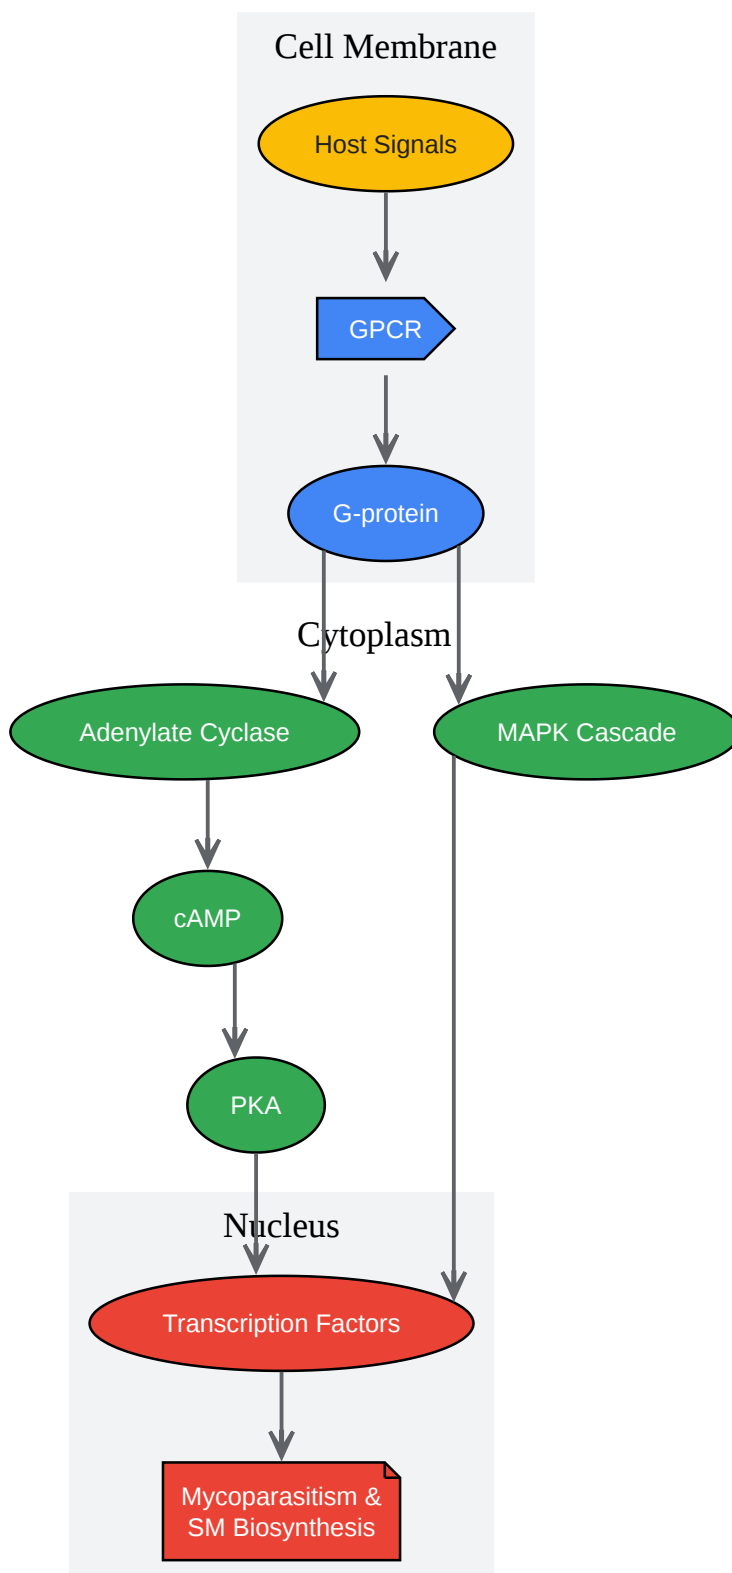 Cell Membrane
Host Signals
GPCR
G-protein
Cytoplasm
Adenylate Cyclase
MAPK Cascade
cAMP
PKA
Nucleus
Transcription Factors
Mycoparasitism &
SM Biosynthesis